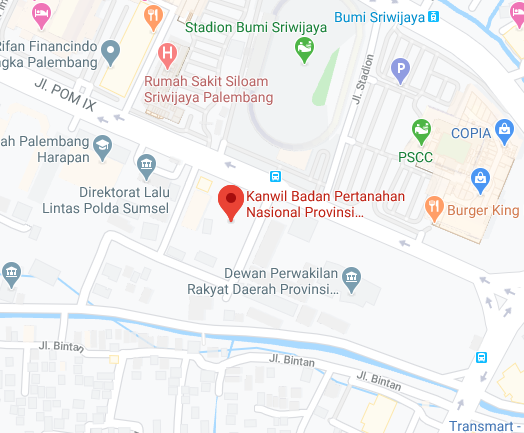 Bumi Sriwijaya
Stadion Bumi Sriwijaya
Rifan Financindo
gka Palembang
Rumah Sakit Siloam
Sriwijaya Palembang
Jl. Stadion
P
H
Jl. POM IX
COPIA
PSCC
ah Palembang
Harapan
Direktorat Lalu
Lintas Polda Sumsel
Kanwil Badan Pertanahan
Nasional Provinsi...
Burger King
Dewan Perwakilan
Rakyat Daerah Provinsi...
Jl. Bintan
Jl. Bintan
Jl. Bintan
Transmart -